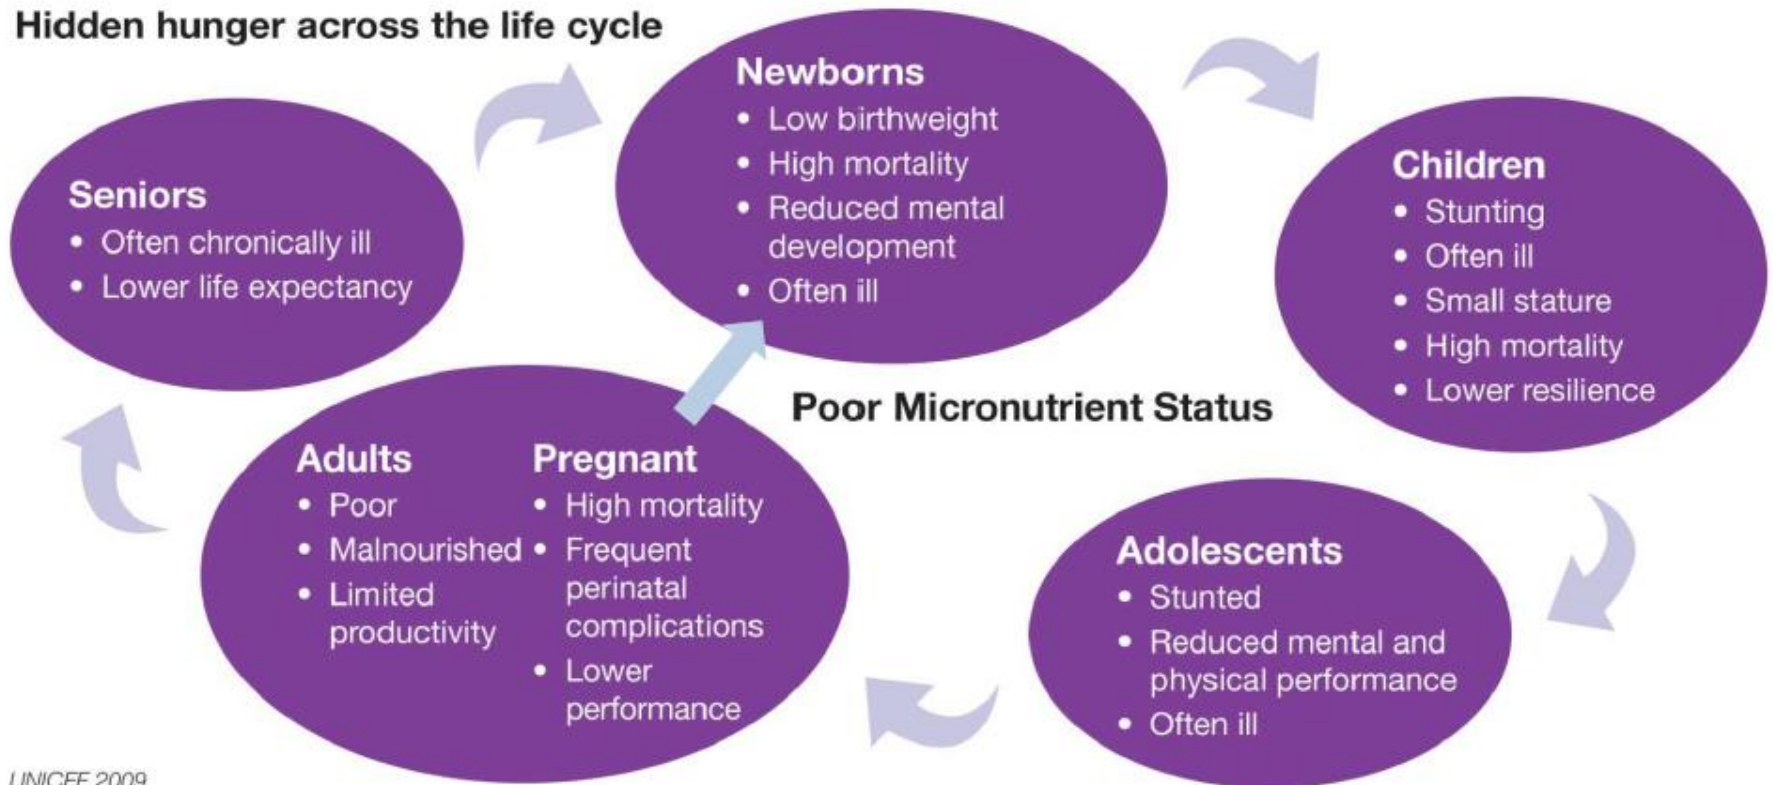 Hidden hunger across the life cycle
Newborns
• Low birthweight
• High mortality
• Reduced mental
development
• Often ill
Children
• Stunting
• Often ill
• Small stature
• High mortality
• Lower resilience
Seniors
• Often chronically ill
• Lower life expectancy
Poor Micronutrient Status
Adults
• Poor
• Malnourished
• Limited
productivity
Pregnant
• High mortality
• Frequent
perinatal
complications
• Lower
performance
Adolescents
• Stunted
• Reduced mental and
physical performance
• Often ill
UNICEF 2009